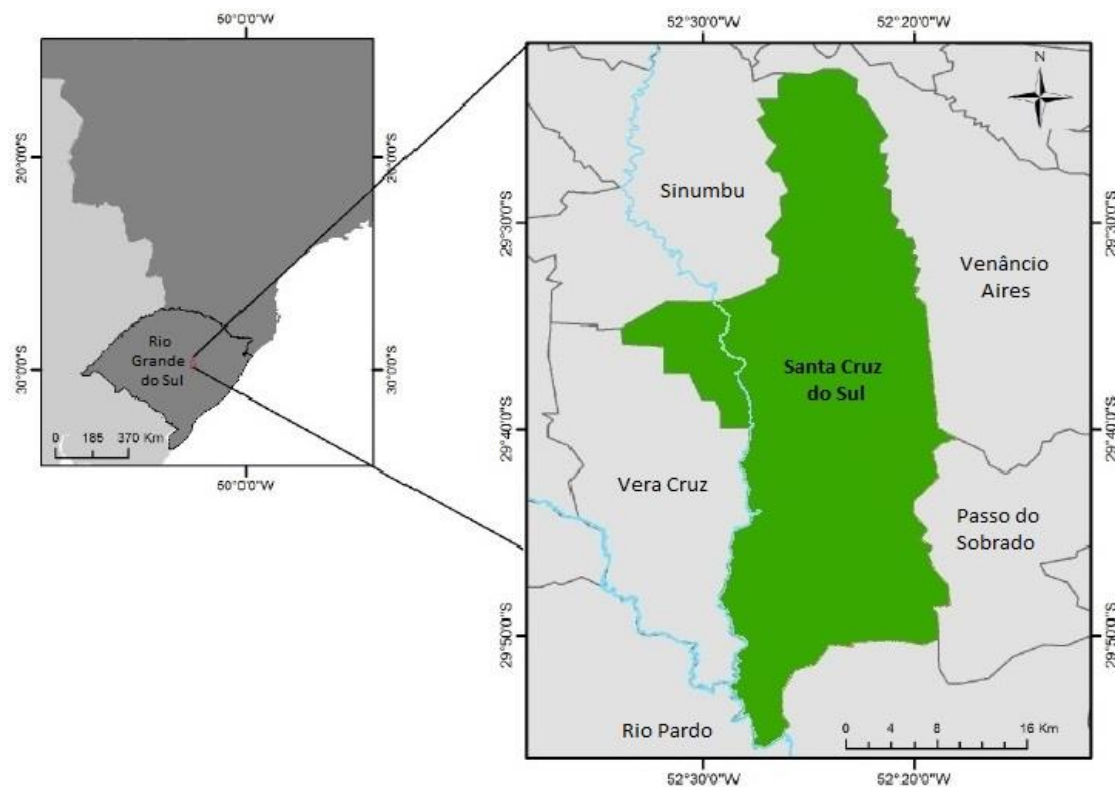 50°0'0"W
20°0'0"S
20°0'0"S
30°0'0"S
30°0'0"S
Rio
Grande
do Sul
0 185 370 Km
50°0'0"W
52°30'0"W
52°20'0"W
N
Sinumbu
29°30'0"S
29°30'0"S
Venâncio
Aires
Santa Cruz
do Sul
29°40'0"S
29°40'0"S
Vera Cruz
Passo do
Sobrado
29°50'0"S
29°50'0"S
Rio Pardo
0 4 8 16 Km
52°30'0"W
52°20'0"W